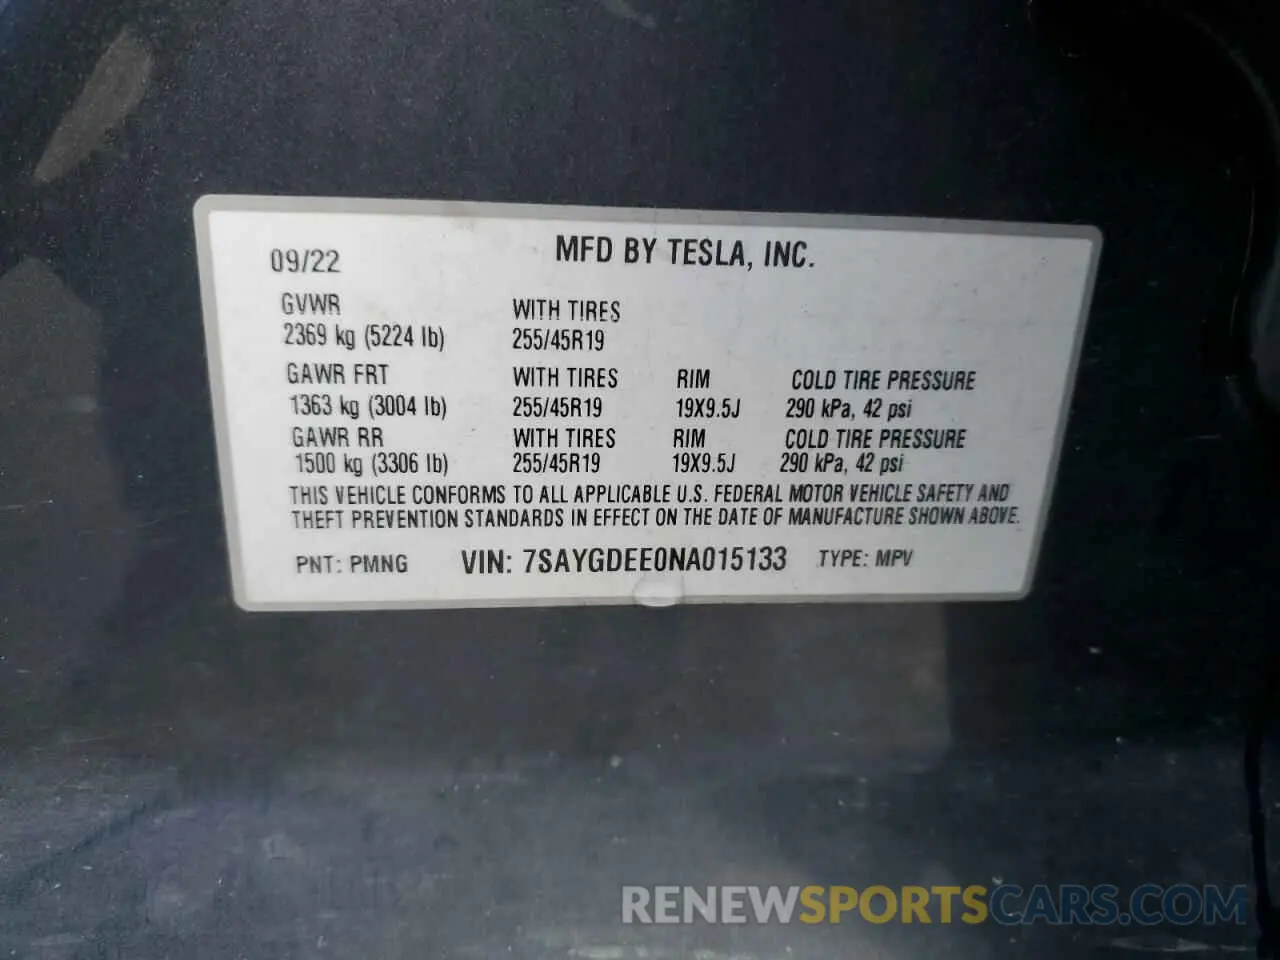 09/22 MFD BY TESLA, INC.
GVWR WITH TIRES
2369 kg (5224 lb) 255/45R19
GAWR FRT WITH TIRES RIM COLD TIRE PRESSURE
1363 kg (3004 lb) 255/45R19 19X9.5J 290 kPa, 42 psi
GAWR RR WITH TIRES RIM COLD TIRE PRESSURE
1500 kg (3306 lb) 255/45R19 19X9.5J 290 kPa, 42 psi
THIS VEHICLE CONFORMS TO ALL APPLICABLE U.S. FEDERAL MOTOR VEHICLE SAFETY AND
THEFT PREVENTION STANDARDS IN EFFECT ON THE DATE OF MANUFACTURE SHOWN ABOVE.
PNT: PMNG VIN: 7SAYGDEE0NA015133 TYPE: MPV
RENEWSPORTSCARS.COM